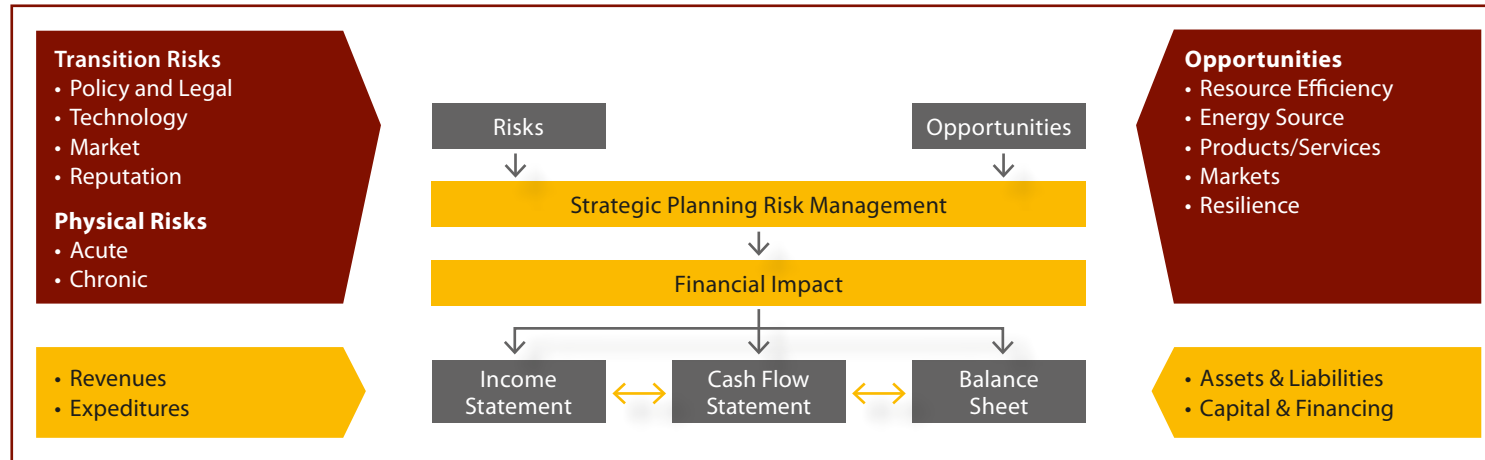 Transition Risks
• Policy and Legal
• Technology
• Market
• Reputation
Physical Risks
• Acute
• Chronic
Risks
Opportunities
Strategic Planning Risk Management
Financial Impact
Opportunities
• Resource Efficiency
• Energy Source
• Products/Services
• Markets
• Resilience
• Revenues
• Expeditures
Income
Statement
Cash Flow
Statement
Balance
Sheet
• Assets & Liabilities
• Capital & Financing